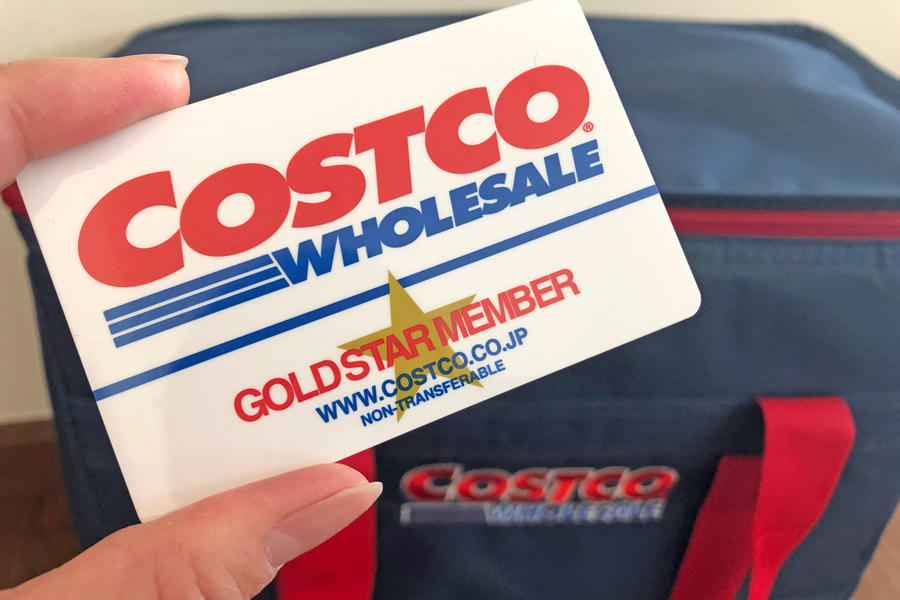 COSTCO®
WHOLESALE
GOLD STAR MEMBER
WWW.COSTCO.CO.JP
NON-TRANSFERABLE
COSTCO
WHOLESALE